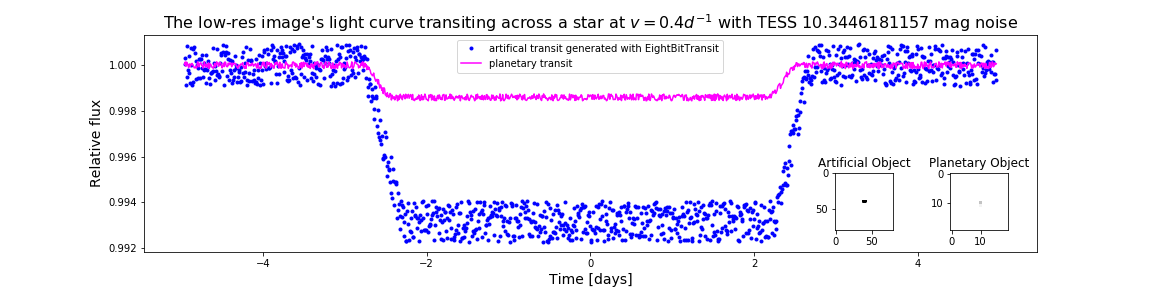 The low-res image's light curve transiting across a star at v = 0.4d⁻¹ with TESS 10.3446181157 mag noise
artifical transit generated with EightBitTransit
planetary transit
Relative flux
1.000
0.998
0.996
0.994
0.992
Artificial Object
0
50
0
50
Planetary Object
0
10
0
10
−4
−2
0
2
4
Time [days]